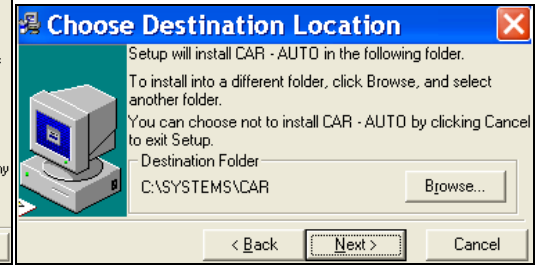 Choose Destination Location
Setup will install CAR - AUTO in the following folder.
To install into a different folder, click Browse, and select
another folder.
You can choose not to install CAR - AUTO by clicking Cancel
to exit Setup.
Destination Folder
C:\SYSTEMS\CAR
Browse...
< Back
Next >
Cancel